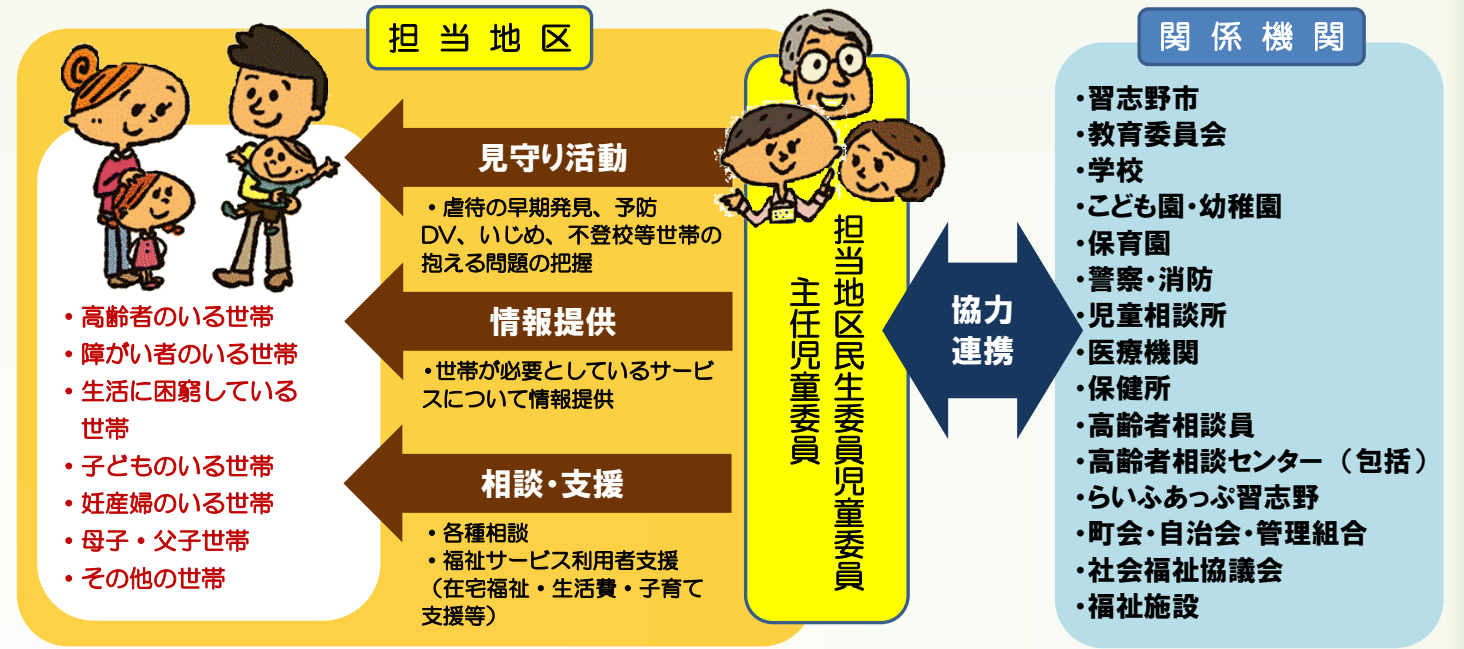 担当地区
見守り活動
・虐待の早期発見、予防
DV、いじめ、不登校等世帯の
抱える問題の把握
情報提供
・世帯が必要としているサービ
スについて情報提供
相談・支援
・各種相談
・福祉サービス利用者支援
（在宅福祉・生活費・子育て
支援等）
・高齢者のいる世帯
・障がい者のいる世帯
・生活に困窮している
世帯
・子どものいる世帯
・妊産婦のいる世帯
・母子・父子世帯
・その他の世帯
担当地区民生委員児童委員
主任児童委員
協力
連携
関係機関
・習志野市
・教育委員会
・学校
・こども園・幼稚園
・保育園
・警察・消防
・児童相談所
・医療機関
・保健所
・高齢者相談員
・高齢者相談センター（包括）
・らいふあっぷ習志野
・町会・自治会・管理組合
・社会福祉協議会
・福祉施設